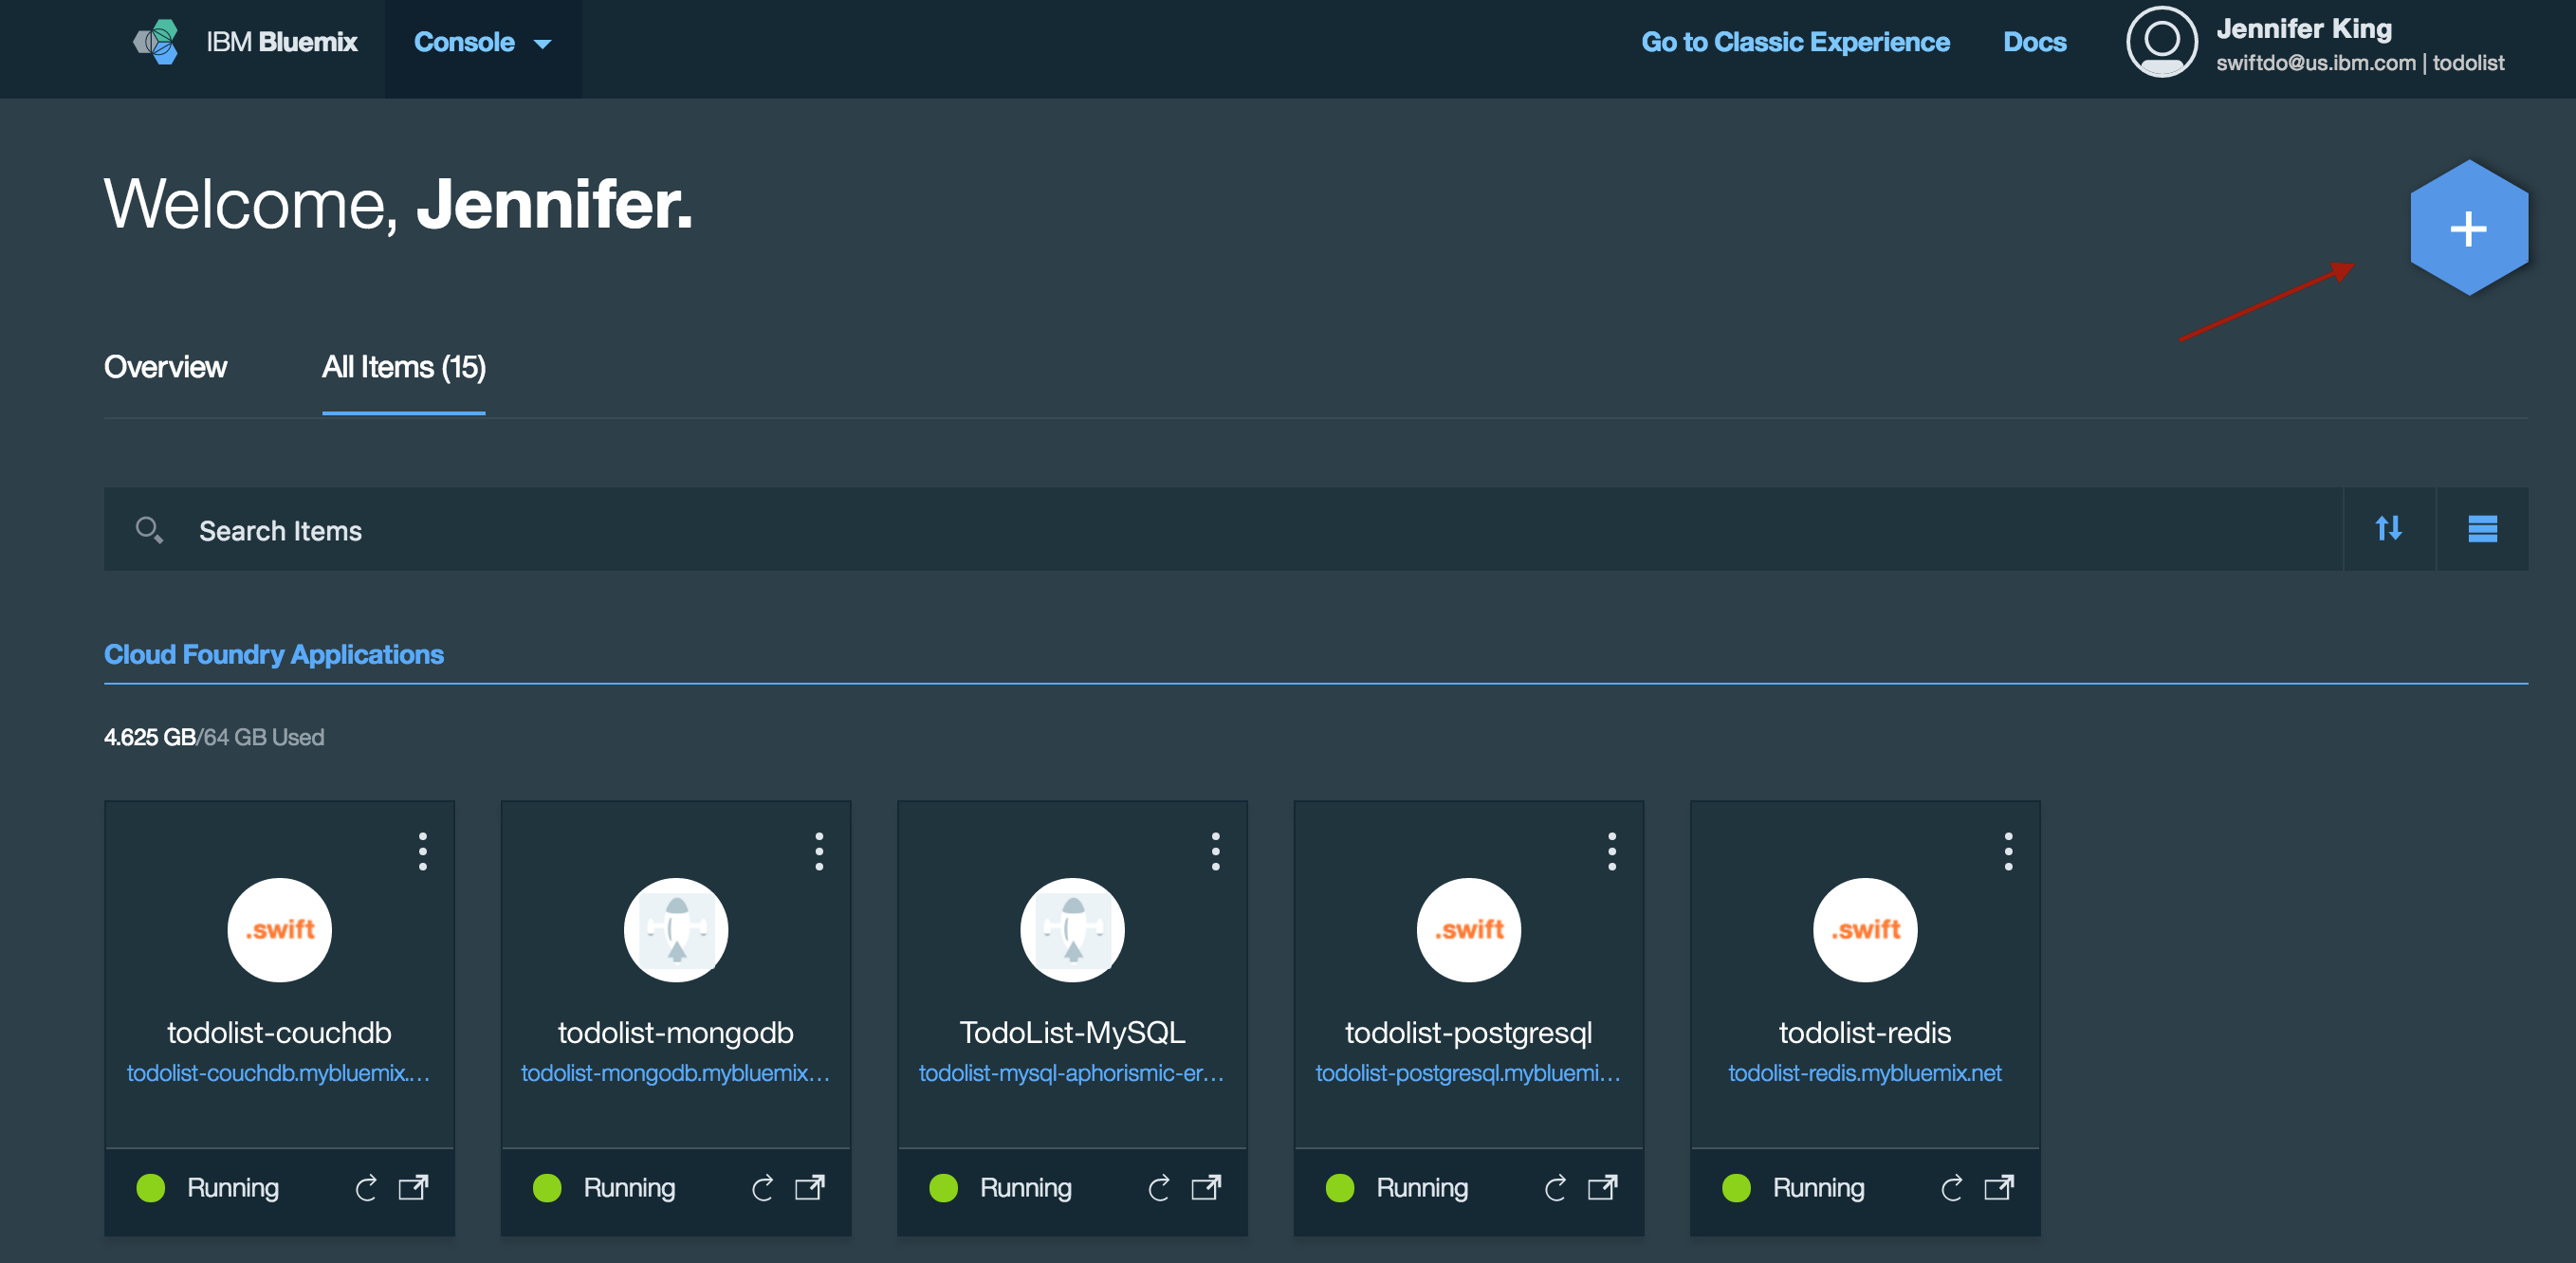 IBM Bluemix
Console
Go to Classic Experience
Docs
Jennifer King
swiftdo@us.ibm.com | todolist
Welcome, Jennifer.
+
Overview
All Items (15)
Search Items
Cloud Foundry Applications
4.625 GB/64 GB Used
.swift
.swift
.swift
todolist-couchdb
todolist-mongodb
TodoList-MySQL
todolist-postgresql
todolist-redis
todolist-couchdb.mybluemix....
todolist-mongodb.mybluemix...
todolist-mysql-aphorismic-er...
todolist-postgresql.mybluemi...
todolist-redis.mybluemix.net
Running
Running
Running
Running
Running